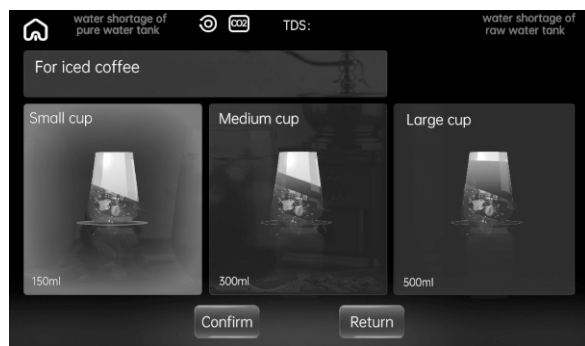 water shortage of
pure water tank
CO2
TDS:
water shortage of
raw water tank
For iced coffee
Small cup
Medium cup
Large cup
150ml
300ml
500ml
Confirm
Return